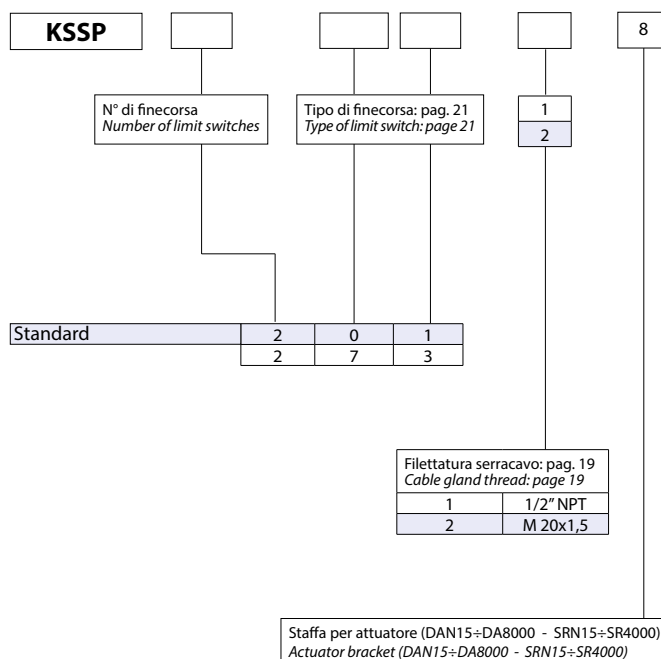 KSSP 8
N° di finecorsa
Number of limit switches
Tipo di finecorsa: pag. 21
Type of limit switch: page 21
1
2
Standard 2 0 1
2 7 3
Filettatura serracavo: pag. 19
Cable gland thread: page 19
1 1/2” NPT
2 M 20x1,5
Staffa per attuatore (DAN15÷DA8000 - SRN15÷SR4000)
Actuator bracket (DAN15÷DA8000 - SRN15÷SR4000)